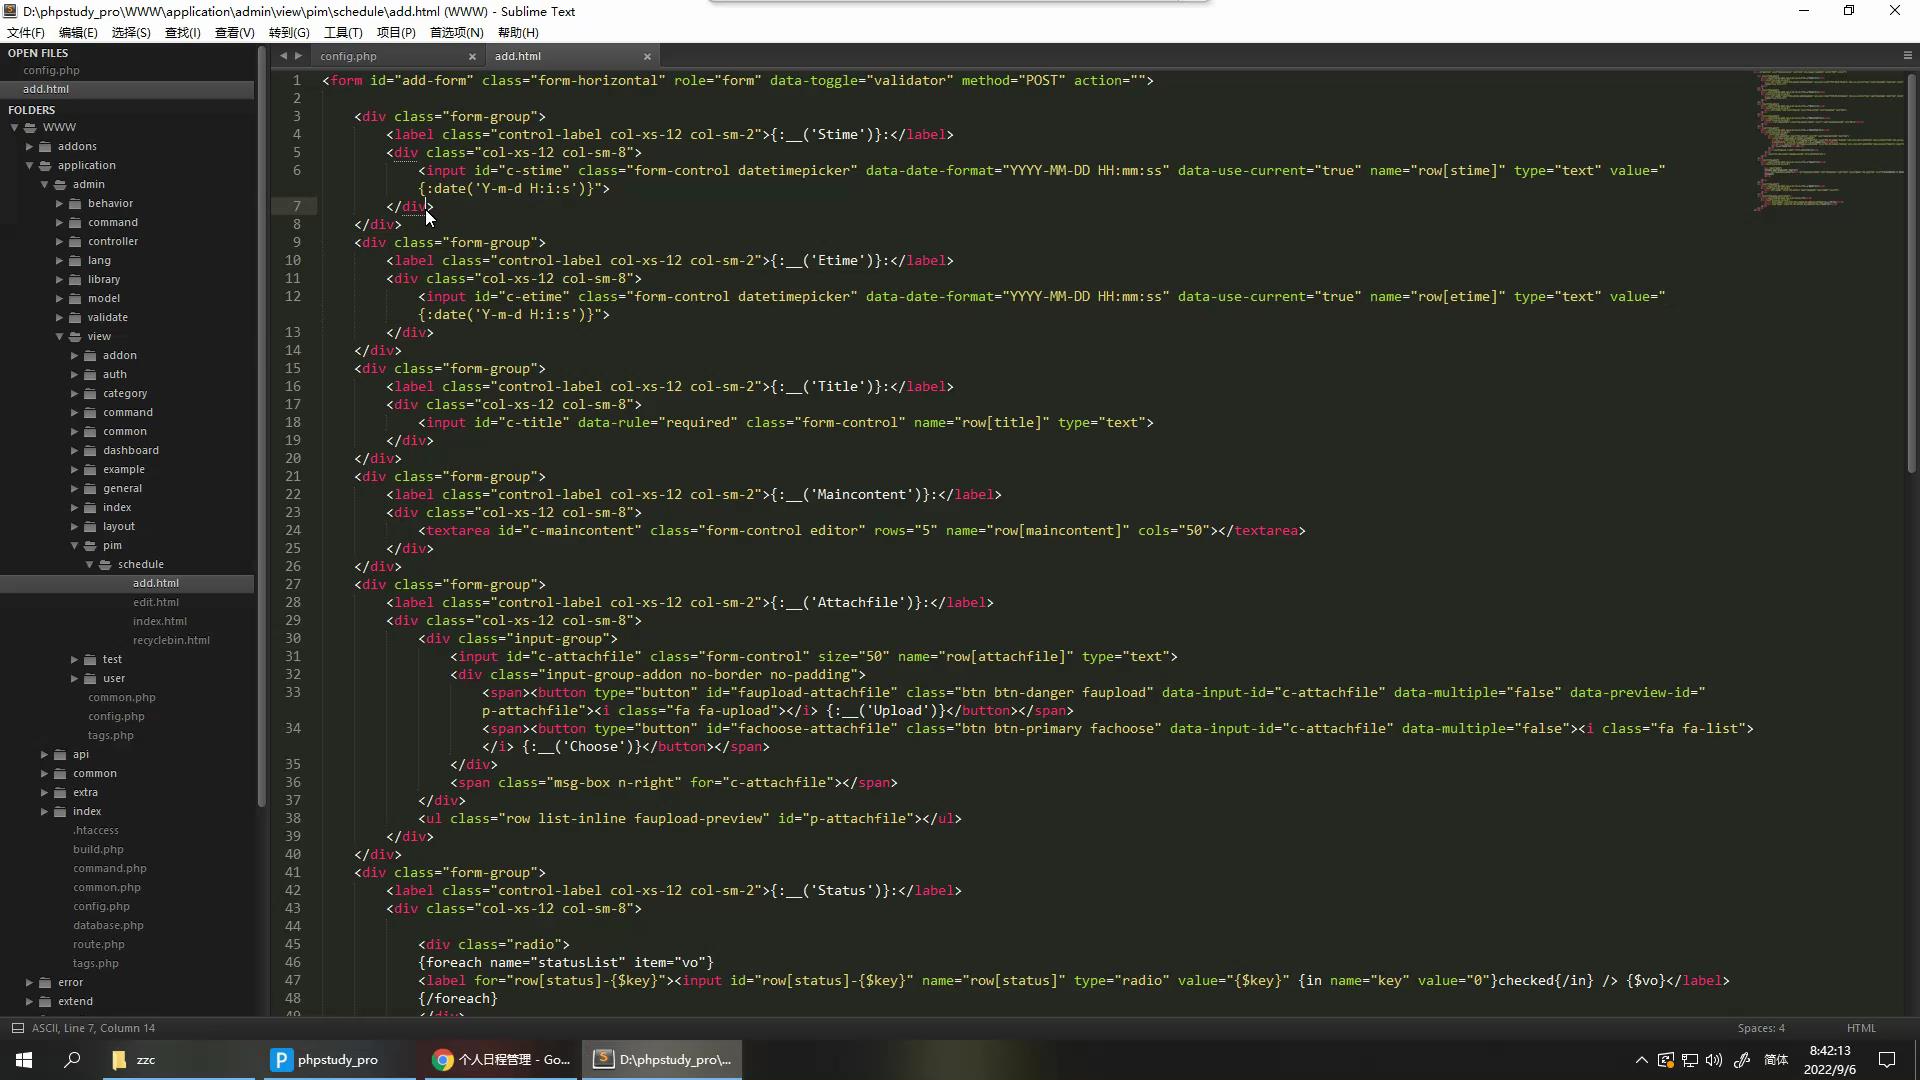 D:\phpstudy_pro\WWW\application\admin\view\pim\schedule\add.html (WWW) - Sublime Text
文件(F) 编辑(E) 选择(S) 查找(I) 查看(V) 转到(G) 工具(T) 项目(P) 首选项(N) 帮助(H)
OPEN FILES
config.php
add.html
FOLDERS
WWW
addons
application
admin
behavior
command
controller
lang
library
model
validate
view
addon
auth
category
command
common
dashboard
example
general
index
layout
pim
schedule
add.html
edit.html
index.html
recyclebin.html
test
user
common.php
config.php
tags.php
api
common
extra
index
.htaccess
build.php
command.php
common.php
config.php
database.php
route.php
tags.php
error
extend
config.php × add.html ×
1 <form id="add-form" class="form-horizontal" role="form" data-toggle="validator" method="POST" action="">
2
3 <div class="form-group">
4 <label class="control-label col-xs-12 col-sm-2">{:__('Stime')}:</label>
5 <div class="col-xs-12 col-sm-8">
6 <input id="c-stime" class="form-control datetimepicker" data-date-format="YYYY-MM-DD HH:mm:ss" data-use-current="true" name="row[stime]" type="text" value="
{:date('Y-m-d H:i:s')}">
7 </div>
8 </div>
9 <div class="form-group">
10 <label class="control-label col-xs-12 col-sm-2">{:__('Etime')}:</label>
11 <div class="col-xs-12 col-sm-8">
12 <input id="c-etime" class="form-control datetimepicker" data-date-format="YYYY-MM-DD HH:mm:ss" data-use-current="true" name="row[etime]" type="text" value="
{:date('Y-m-d H:i:s')}">
13 </div>
14 </div>
15 <div class="form-group">
16 <label class="control-label col-xs-12 col-sm-2">{:__('Title')}:</label>
17 <div class="col-xs-12 col-sm-8">
18 <input id="c-title" data-rule="required" class="form-control" name="row[title]" type="text">
19 </div>
20 </div>
21 <div class="form-group">
22 <label class="control-label col-xs-12 col-sm-2">{:__('Maincontent')}:</label>
23 <div class="col-xs-12 col-sm-8">
24 <textarea id="c-maincontent" class="form-control editor" rows="5" name="row[maincontent]" cols="50"></textarea>
25 </div>
26 </div>
27 <div class="form-group">
28 <label class="control-label col-xs-12 col-sm-2">{:__('Attachfile')}:</label>
29 <div class="col-xs-12 col-sm-8">
30 <div class="input-group">
31 <input id="c-attachfile" class="form-control" size="50" name="row[attachfile]" type="text">
32 <div class="input-group-addon no-border no-padding">
33 <span><button type="button" id="faupload-attachfile" class="btn btn-danger faupload" data-input-id="c-attachfile" data-multiple="false" data-preview-id="
p-attachfile"><i class="fa fa-upload"></i> {:__('Upload')}</button></span>
34 <span><button type="button" id="fachoose-attachfile" class="btn btn-primary fachoose" data-input-id="c-attachfile" data-multiple="false"><i class="fa fa-list">
</i> {:__('Choose')}</button></span>
35 </div>
36 <span class="msg-box n-right" for="c-attachfile"></span>
37 </div>
38 <ul class="row list-inline faupload-preview" id="p-attachfile"></ul>
39 </div>
40 </div>
41 <div class="form-group">
42 <label class="control-label col-xs-12 col-sm-2">{:__('Status')}:</label>
43 <div class="col-xs-12 col-sm-8">
44
45 <div class="radio">
46 {foreach name="statusList" item="vo"}
47 <label for="row[status]-{$key}"><input id="row[status]-{$key}" name="row[status]" type="radio" value="{$key}" {in name="key" value="0"}checked{/in} /> {$vo}</label>
48 {/foreach}
49 </div>
ASCII, Line 7, Column 14 Spaces: 4 HTML
zzc phpstudy_pro 个人日程管理 - Go... D:\phpstudy_pro\... 简体 8:42:13
2022/9/6